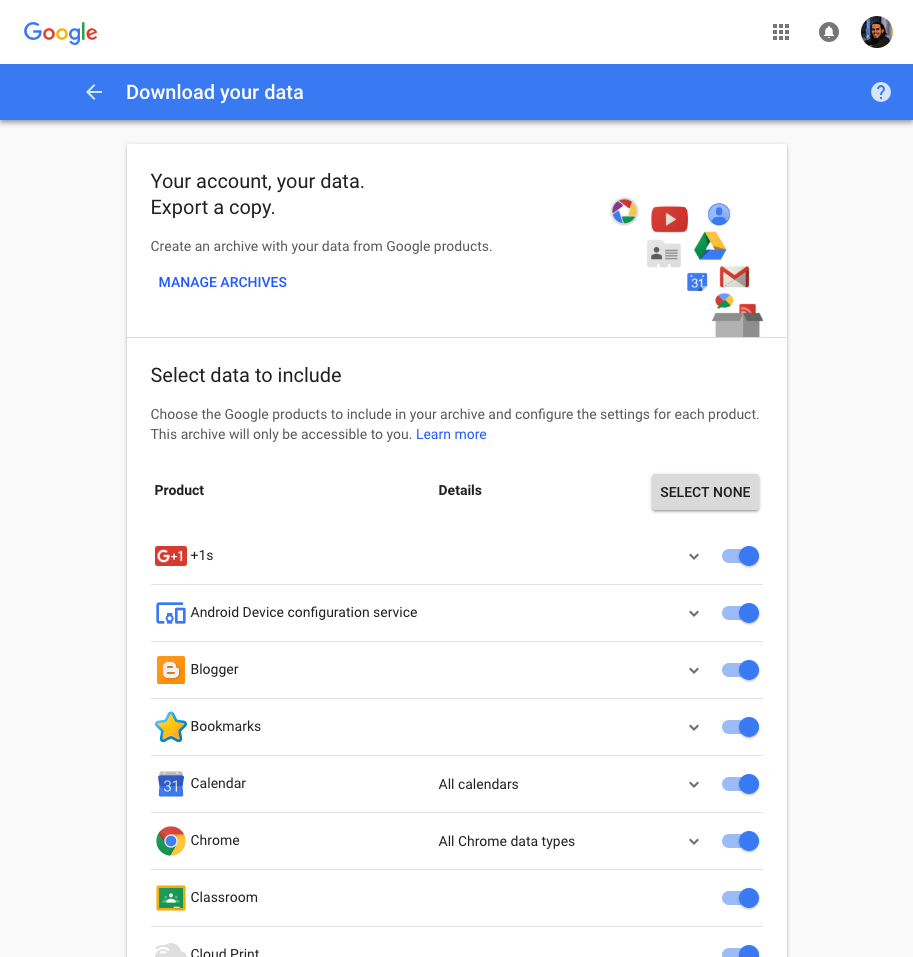 Google
Download your data
?
Your account, your data.
Export a copy.
Create an archive with your data from Google products.
MANAGE ARCHIVES
31
Select data to include
Choose the Google products to include in your archive and configure the settings for each product.
This archive will only be accessible to you. Learn more
Product Details SELECT NONE
G+1 +1s
Android Device configuration service
Blogger
Bookmarks
31 Calendar All calendars
Chrome All Chrome data types
Classroom
Cloud Print